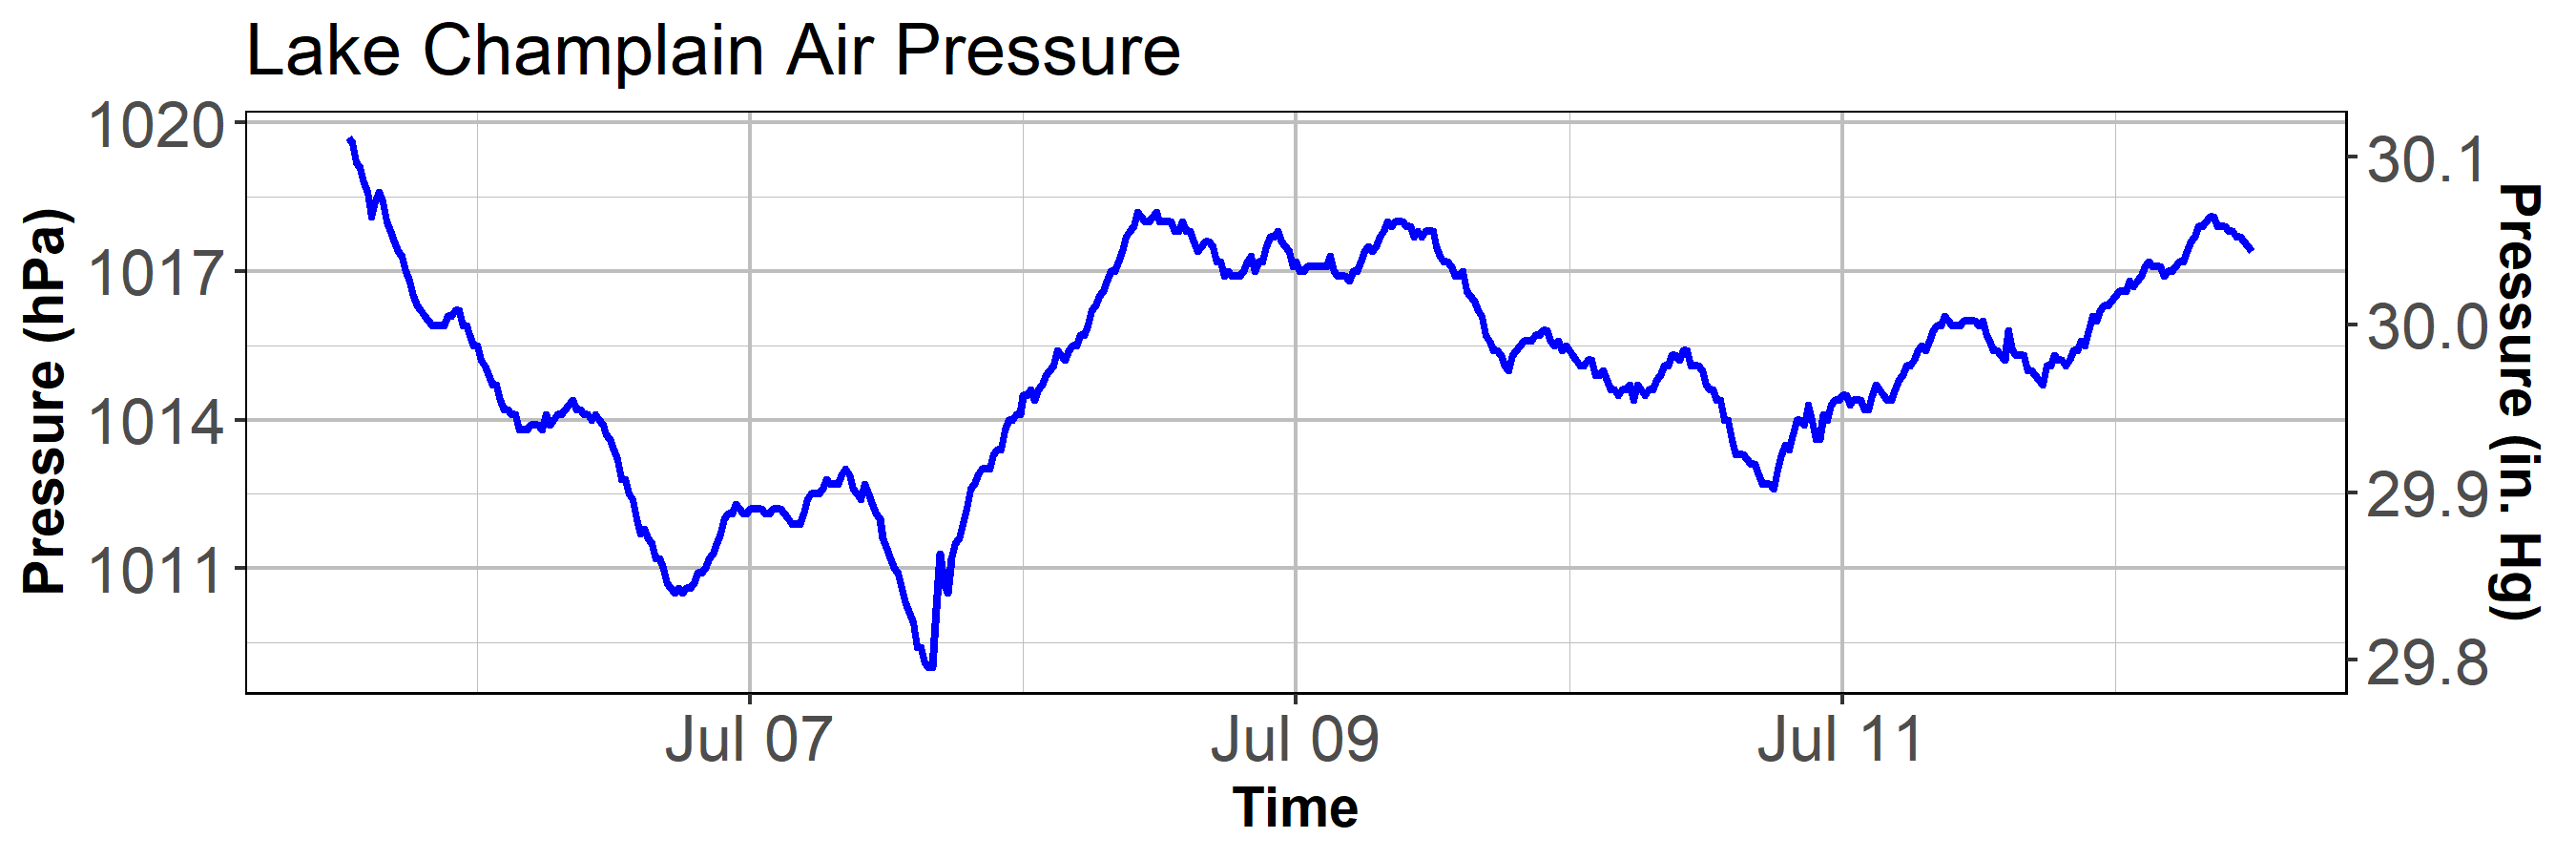 Lake Champlain Air Pressure
Pressure (hPa)
1020
1017
1014
1011
30.1
30.0
29.9
29.8
Pressure (in. Hg)
Jul 07
Jul 09
Jul 11
Time